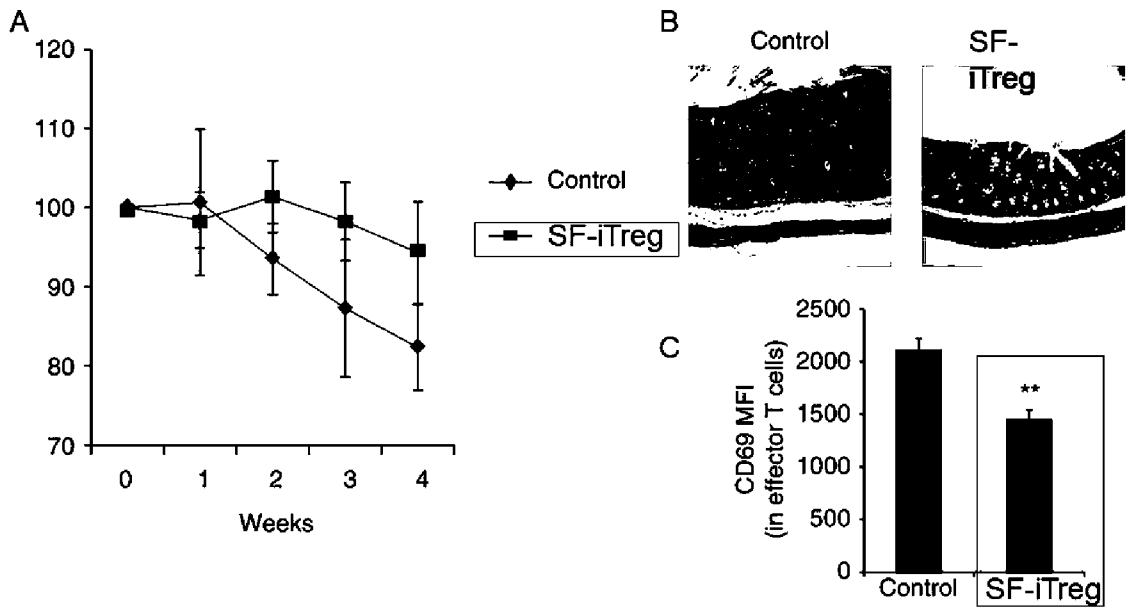 A
120
110
100
90
80
70
0 1 2 3 4
Weeks
Control
SF-iTreg
B
Control
SF-
iTreg
C
CD69 MFI
(in effector T cells)
2500
2000
1500
1000
500
0
**
Control
SF-iTreg